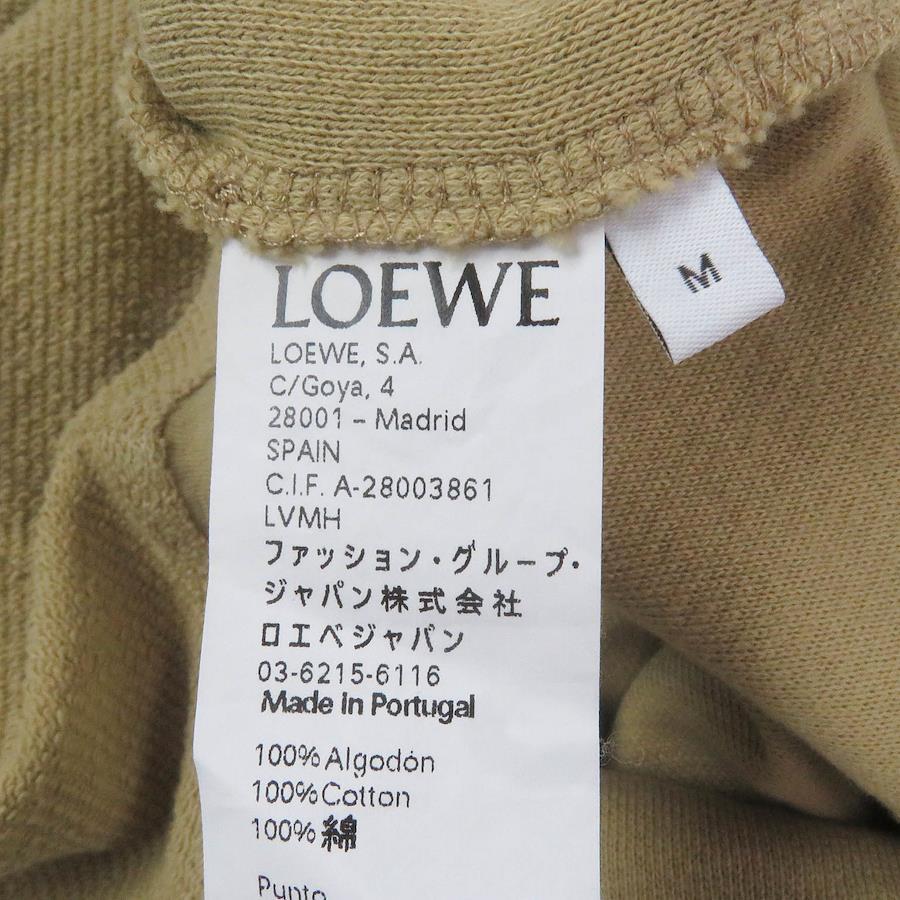 LOEWE
M
LOEWE, S.A.
C/Goya, 4
28001 – Madrid
SPAIN
C.I.F. A-28003861
LVMH
ファッション・グループ・
ジャパン株式会社
ロエベジャパン
03-6215-6116
Made in Portugal
100% Algodón
100% Cotton
100% 綿
Punto